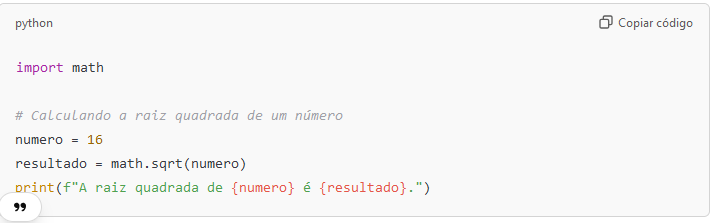 python
Copiar código
import math
# Calculando a raiz quadrada de um número
numero = 16
resultado = math.sqrt(numero)
print(f"A raiz quadrada de {numero} é {resultado}.")